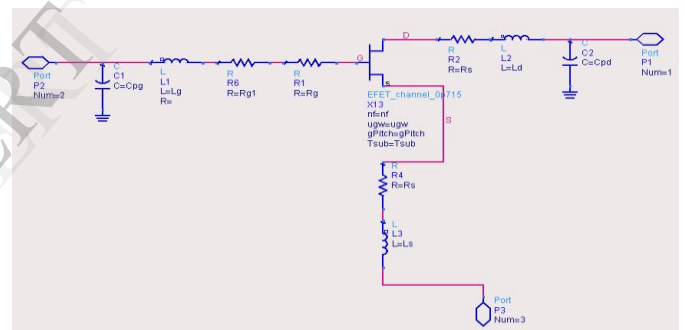 C
C1
C=Cpg
Port
P2
Num=2
L
L1
L=Lg
R=
R
R6
R=Rg1
R
R1
R=Rg
G
D
S
EFET_channel_0p715
X13
nf=nf
ugw=ugw
gPitch=gPitch
Tsub=Tsub
R
R2
R=Rs
L
L2
L=Ld
C
C2
C=Cpd
Port
P1
Num=1
S
R
R4
R=Rs
L
L3
L=Ls
Port
P3
Num=3